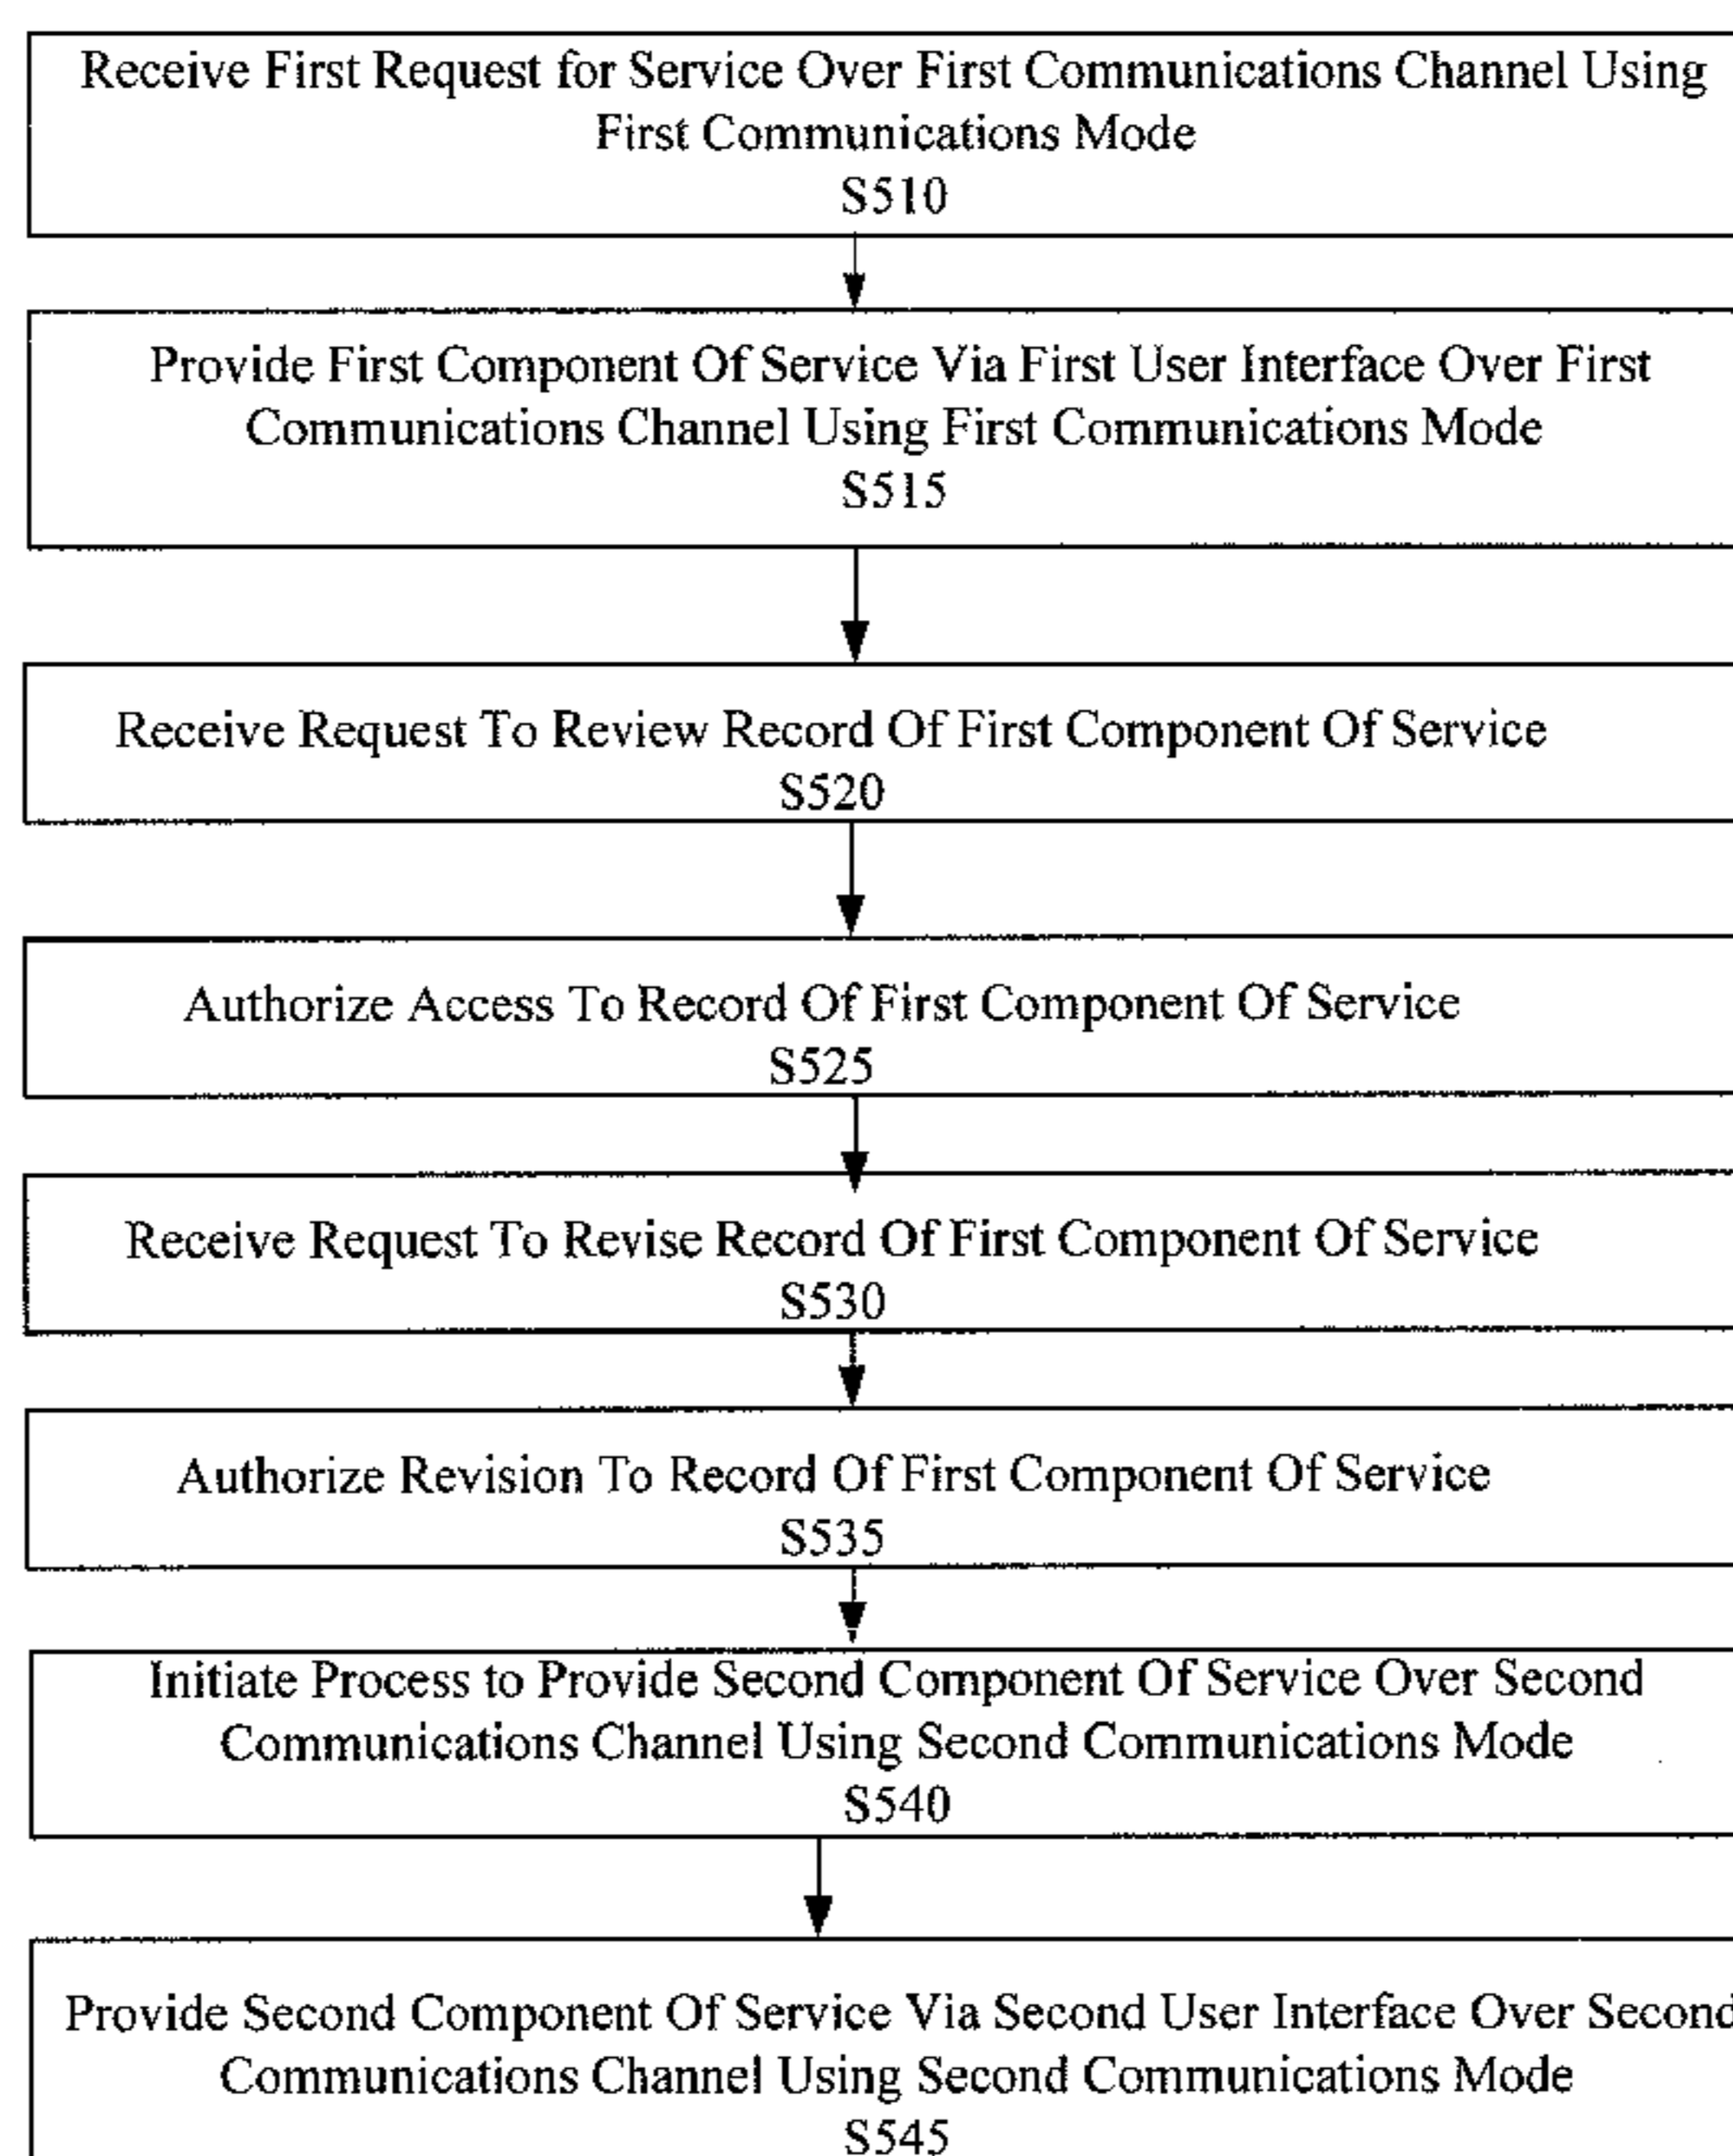 Receive First Request for Service Over First Communications Channel Using
First Communications Mode
S510
Provide First Component Of Service Via First User Interface Over First
Communications Channel Using First Communications Mode
S515
Receive Request To Review Record Of First Component Of Service
S520
Authorize Access To Record Of First Component Of Service
S525
Receive Request To Revise Record Of First Component Of Service
S530
Authorize Revision To Record Of First Component Of Service
S535
Initiate Process to Provide Second Component Of Service Over Second
Communications Channel Using Second Communications Mode
S540
Provide Second Component Of Service Via Second User Interface Over Second
Communications Channel Using Second Communications Mode
S545